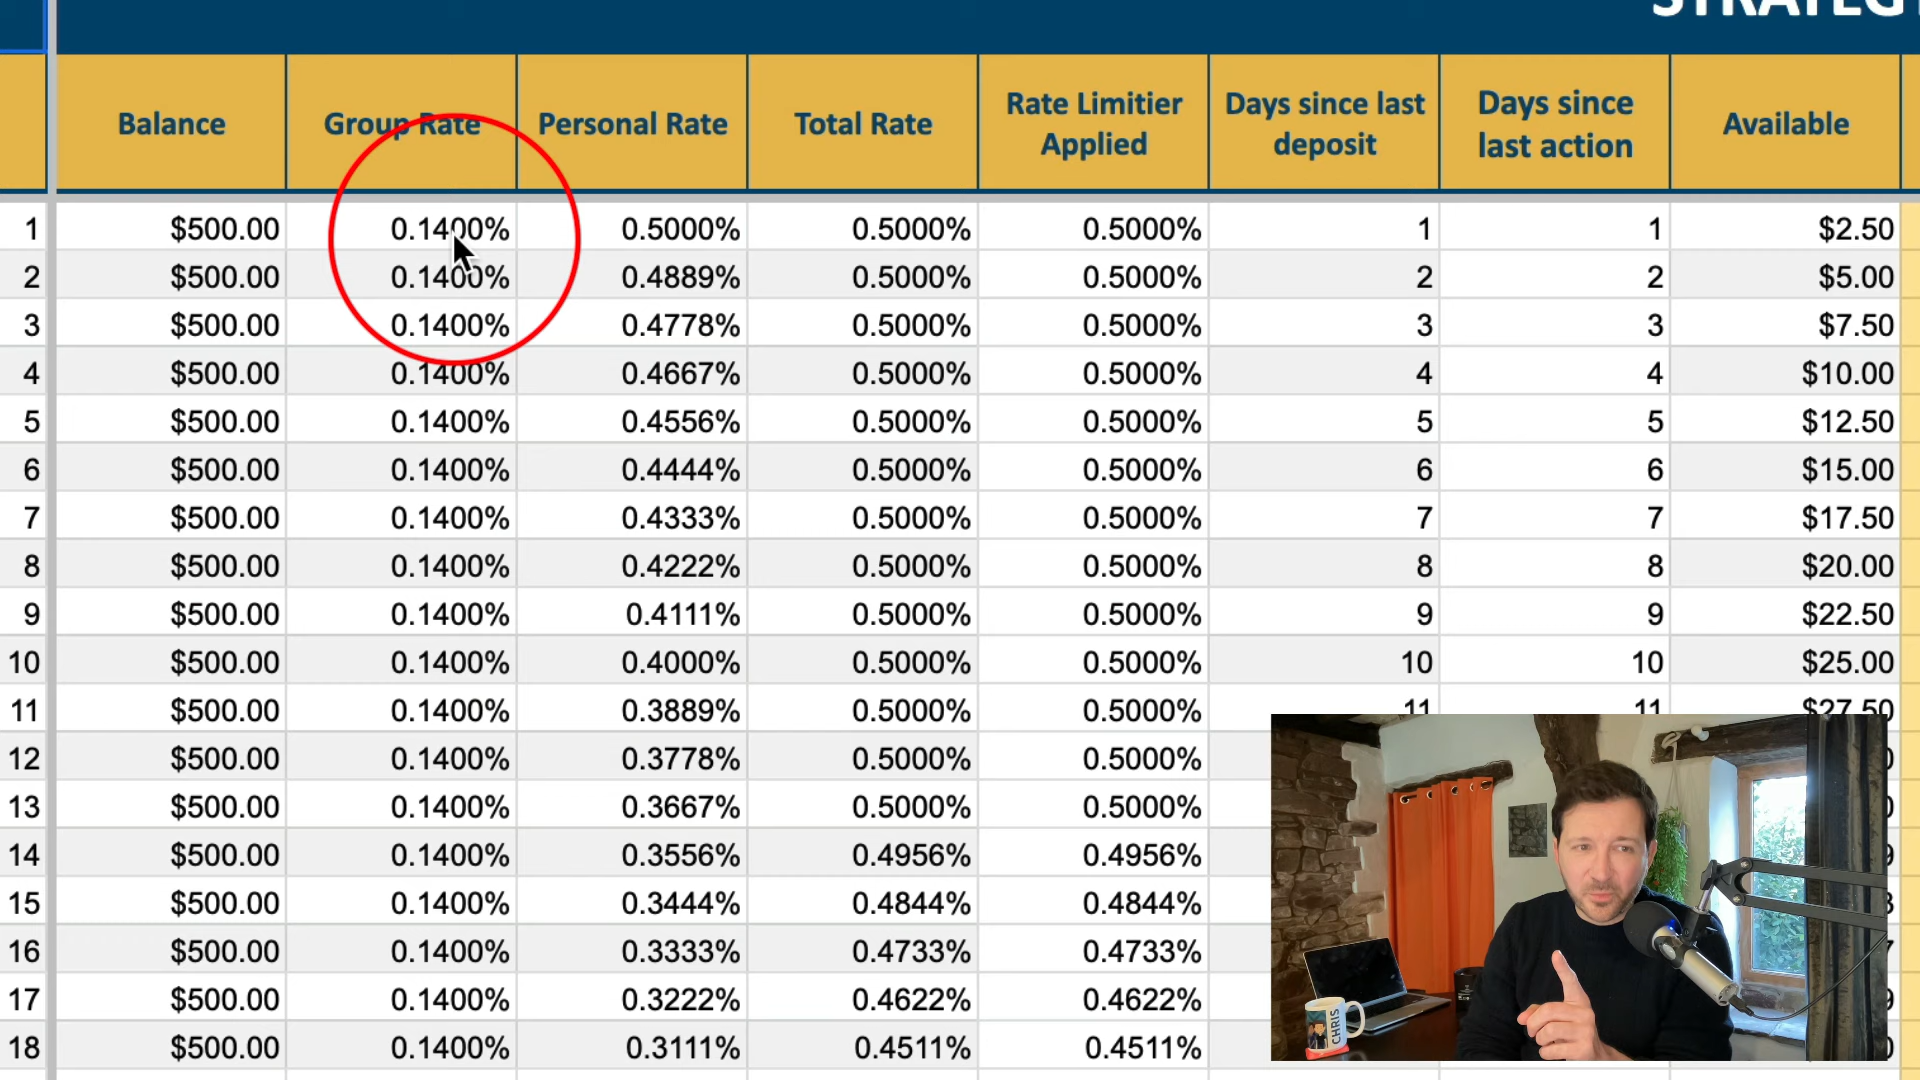 Balance Group Rate Personal Rate Total Rate Rate Limitier Applied Days since last deposit Days since last action Available
1 $500.00 0.1400% 0.5000% 0.5000% 0.5000% 1 1 $2.50
2 $500.00 0.1400% 0.4889% 0.5000% 0.5000% 2 2 $5.00
3 $500.00 0.1400% 0.4778% 0.5000% 0.5000% 3 3 $7.50
4 $500.00 0.1400% 0.4667% 0.5000% 0.5000% 4 4 $10.00
5 $500.00 0.1400% 0.4556% 0.5000% 0.5000% 5 5 $12.50
6 $500.00 0.1400% 0.4444% 0.5000% 0.5000% 6 6 $15.00
7 $500.00 0.1400% 0.4333% 0.5000% 0.5000% 7 7 $17.50
8 $500.00 0.1400% 0.4222% 0.5000% 0.5000% 8 8 $20.00
9 $500.00 0.1400% 0.4111% 0.5000% 0.5000% 9 9 $22.50
10 $500.00 0.1400% 0.4000% 0.5000% 0.5000% 10 10 $25.00
11 $500.00 0.1400% 0.3889% 0.5000% 0.5000% 11 11 $27.50
12 $500.00 0.1400% 0.3778% 0.5000% 0.5000%
13 $500.00 0.1400% 0.3667% 0.5000% 0.5000%
14 $500.00 0.1400% 0.3556% 0.4956% 0.4956%
15 $500.00 0.1400% 0.3444% 0.4844% 0.4844%
16 $500.00 0.1400% 0.3333% 0.4733% 0.4733%
17 $500.00 0.1400% 0.3222% 0.4622% 0.4622%
18 $500.00 0.1400% 0.3111% 0.4511% 0.4511%
CHRIS